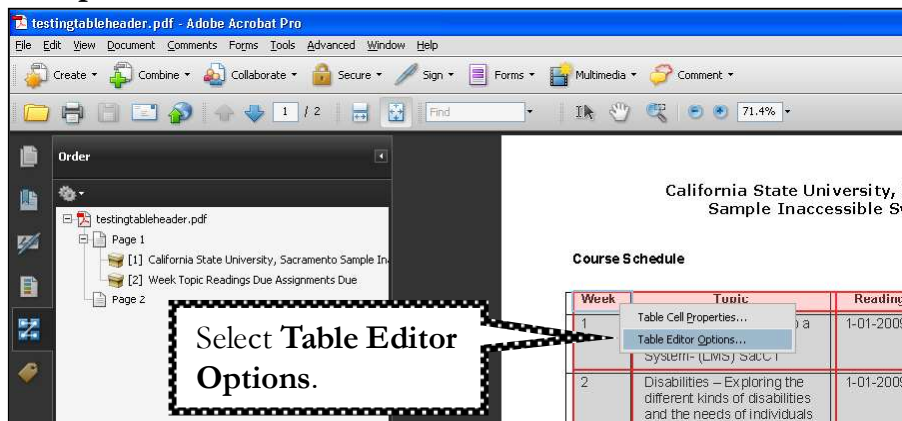 testingtableheader.pdf - Adobe Acrobat Pro
File Edit View Document Comments Forms Tools Advanced Window Help
Create Combine Collaborate Secure Sign Forms Multimedia Comment
1 / 2 Find 71.4%
Order
testingtableheader.pdf
Page 1
[1] California State University, Sacramento Sample In
[2] Week Topic Readings Due Assignments Due
Page 2
California State University,
Sample Inaccessible S
Course Schedule
Week Topic Reading
Table Cell Properties...
1 a 1-01-2009
Table Editor Options...
System- (LMS) SacCT
2 Disabilities – Exploring the 1-01-2009
different kinds of disabilities
and the needs of individuals
Select Table Editor
Options.